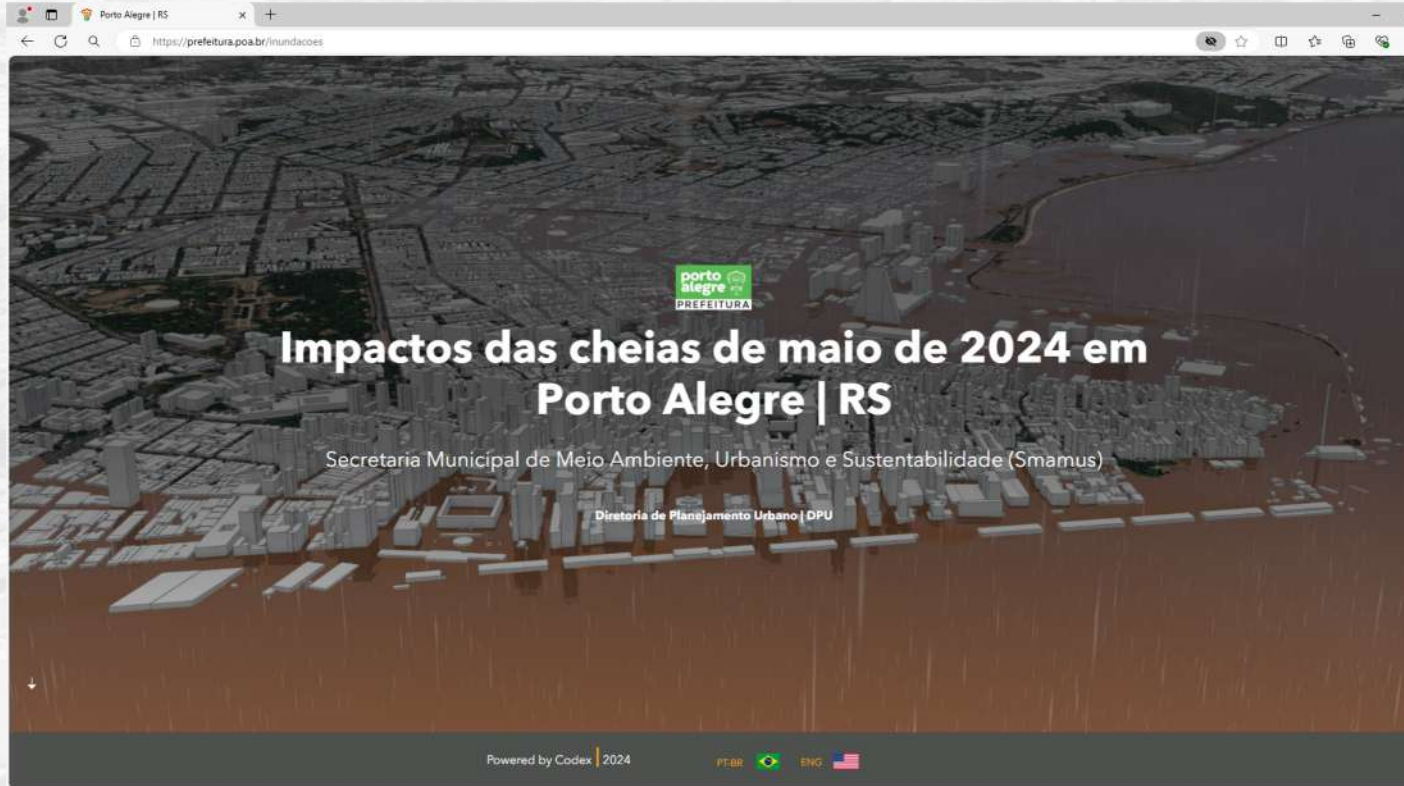 Porto Alegre | RS
https://prefeitura.poa.br/inundacoes
porto
alegre
PREFEITURA
Impactos das cheias de maio de 2024 em
Porto Alegre | RS
Secretaria Municipal de Meio Ambiente, Urbanismo e Sustentabilidade (Smamus)
Diretoria de Planejamento Urbano | DPU
Powered by Codex | 2024
PT-BR ENG